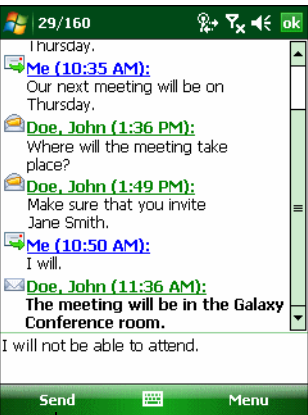 29/160
ok
Thursday.
Me (10:35 AM):
Our next meeting will be on
Thursday.
Doe, John (1:36 PM):
Where will the meeting take
place?
Doe, John (1:49 PM):
Make sure that you invite
Jane Smith.
Me (10:50 AM):
I will.
Doe, John (11:36 AM):
The meeting will be in the Galaxy
Conference room.
I will not be able to attend.
Send
Menu